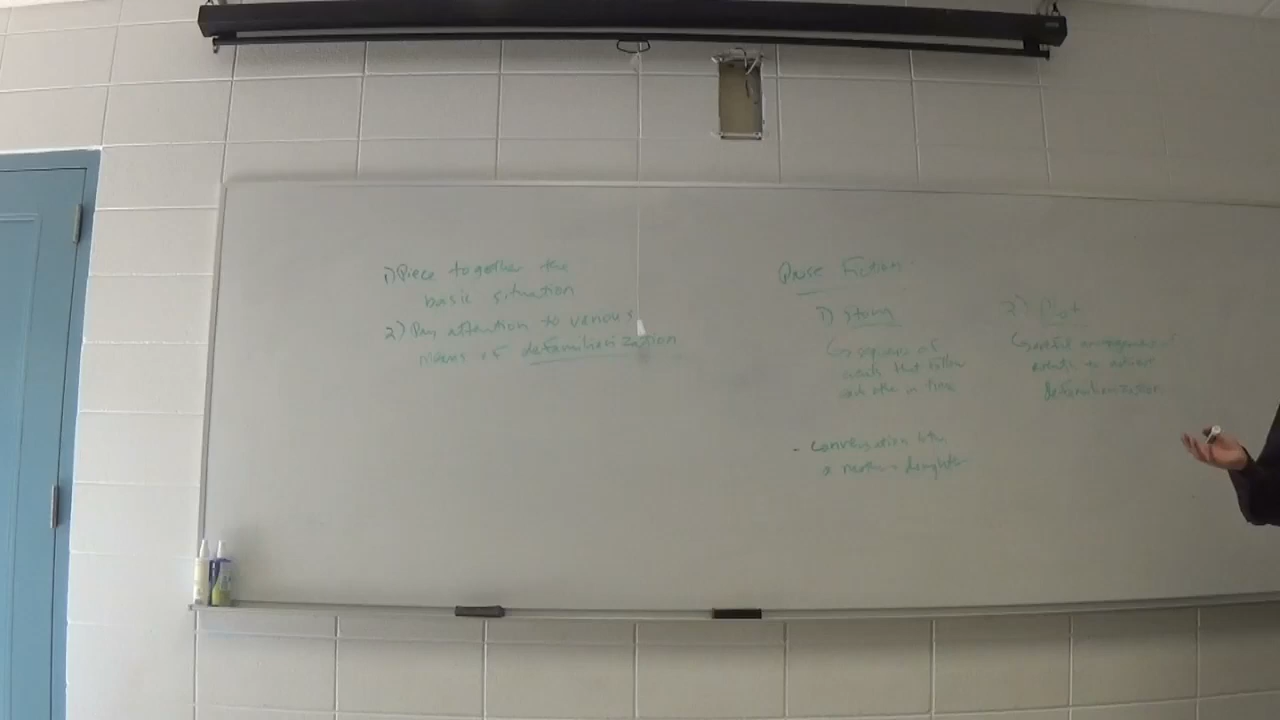 1) Piece together the
basic situation
2) Pay attention to various
means of defamiliarization
Prose Fiction
1) Story
↳ sequence of
events that follow
each other in time
- Conversation btw
a mother + daughter
2) Plot
↳ careful arrangement of
events to achieve
defamiliarization